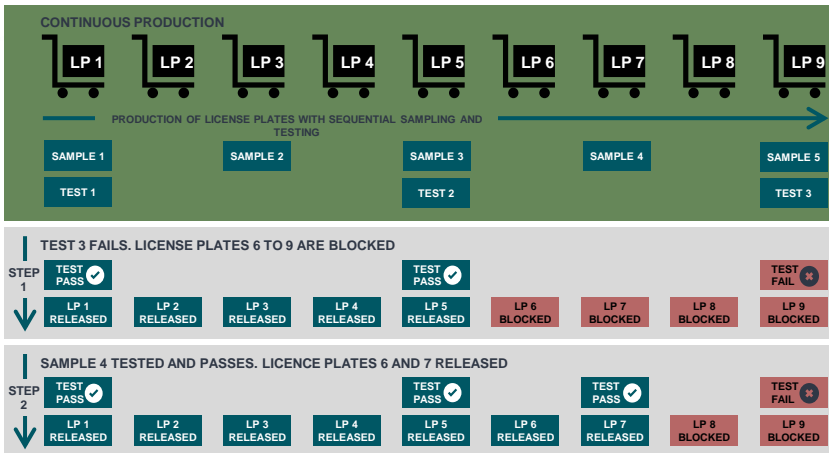 CONTINUOUS PRODUCTION
LP 1 LP 2 LP 3 LP 4 LP 5 LP 6 LP 7 LP 8 LP 9
PRODUCTION OF LICENSE PLATES WITH SEQUENTIAL SAMPLING AND
TESTING
SAMPLE 1 SAMPLE 2 SAMPLE 3 SAMPLE 4 SAMPLE 5
TEST 1 TEST 2 TEST 3
TEST 3 FAILS. LICENSE PLATES 6 TO 9 ARE BLOCKED
STEP
1
TEST
PASS
TEST
PASS
TEST
FAIL
LP 1
RELEASED
LP 2
RELEASED
LP 3
RELEASED
LP 4
RELEASED
LP 5
RELEASED
LP 6
BLOCKED
LP 7
BLOCKED
LP 8
BLOCKED
LP 9
BLOCKED
SAMPLE 4 TESTED AND PASSES. LICENCE PLATES 6 AND 7 RELEASED
STEP
2
TEST
PASS
TEST
PASS
TEST
PASS
TEST
FAIL
LP 1
RELEASED
LP 2
RELEASED
LP 3
RELEASED
LP 4
RELEASED
LP 5
RELEASED
LP 6
RELEASED
LP 7
RELEASED
LP 8
BLOCKED
LP 9
BLOCKED